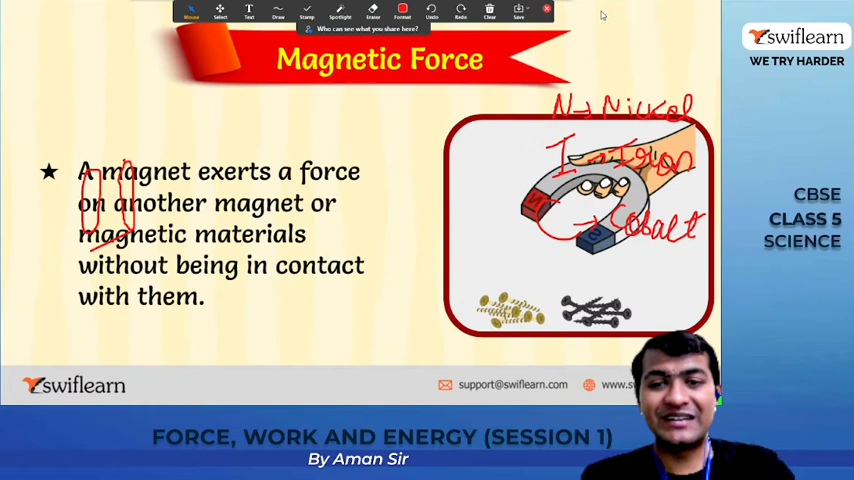 Mouse Select Text Draw Stamp Spotlight Eraser Format Undo Redo Clear Save
Who can see what you share here?
Magnetic Force
swiflearn
WE TRY HARDER
N → Nickel
I → Iron
C → Cobalt
N
S
★ A magnet exerts a force
on another magnet or
magnetic materials
without being in contact
with them.
CBSE
CLASS 5
SCIENCE
swiflearn
support@swiflearn.com
FORCE, WORK AND ENERGY (SESSION 1)
By Aman Sir